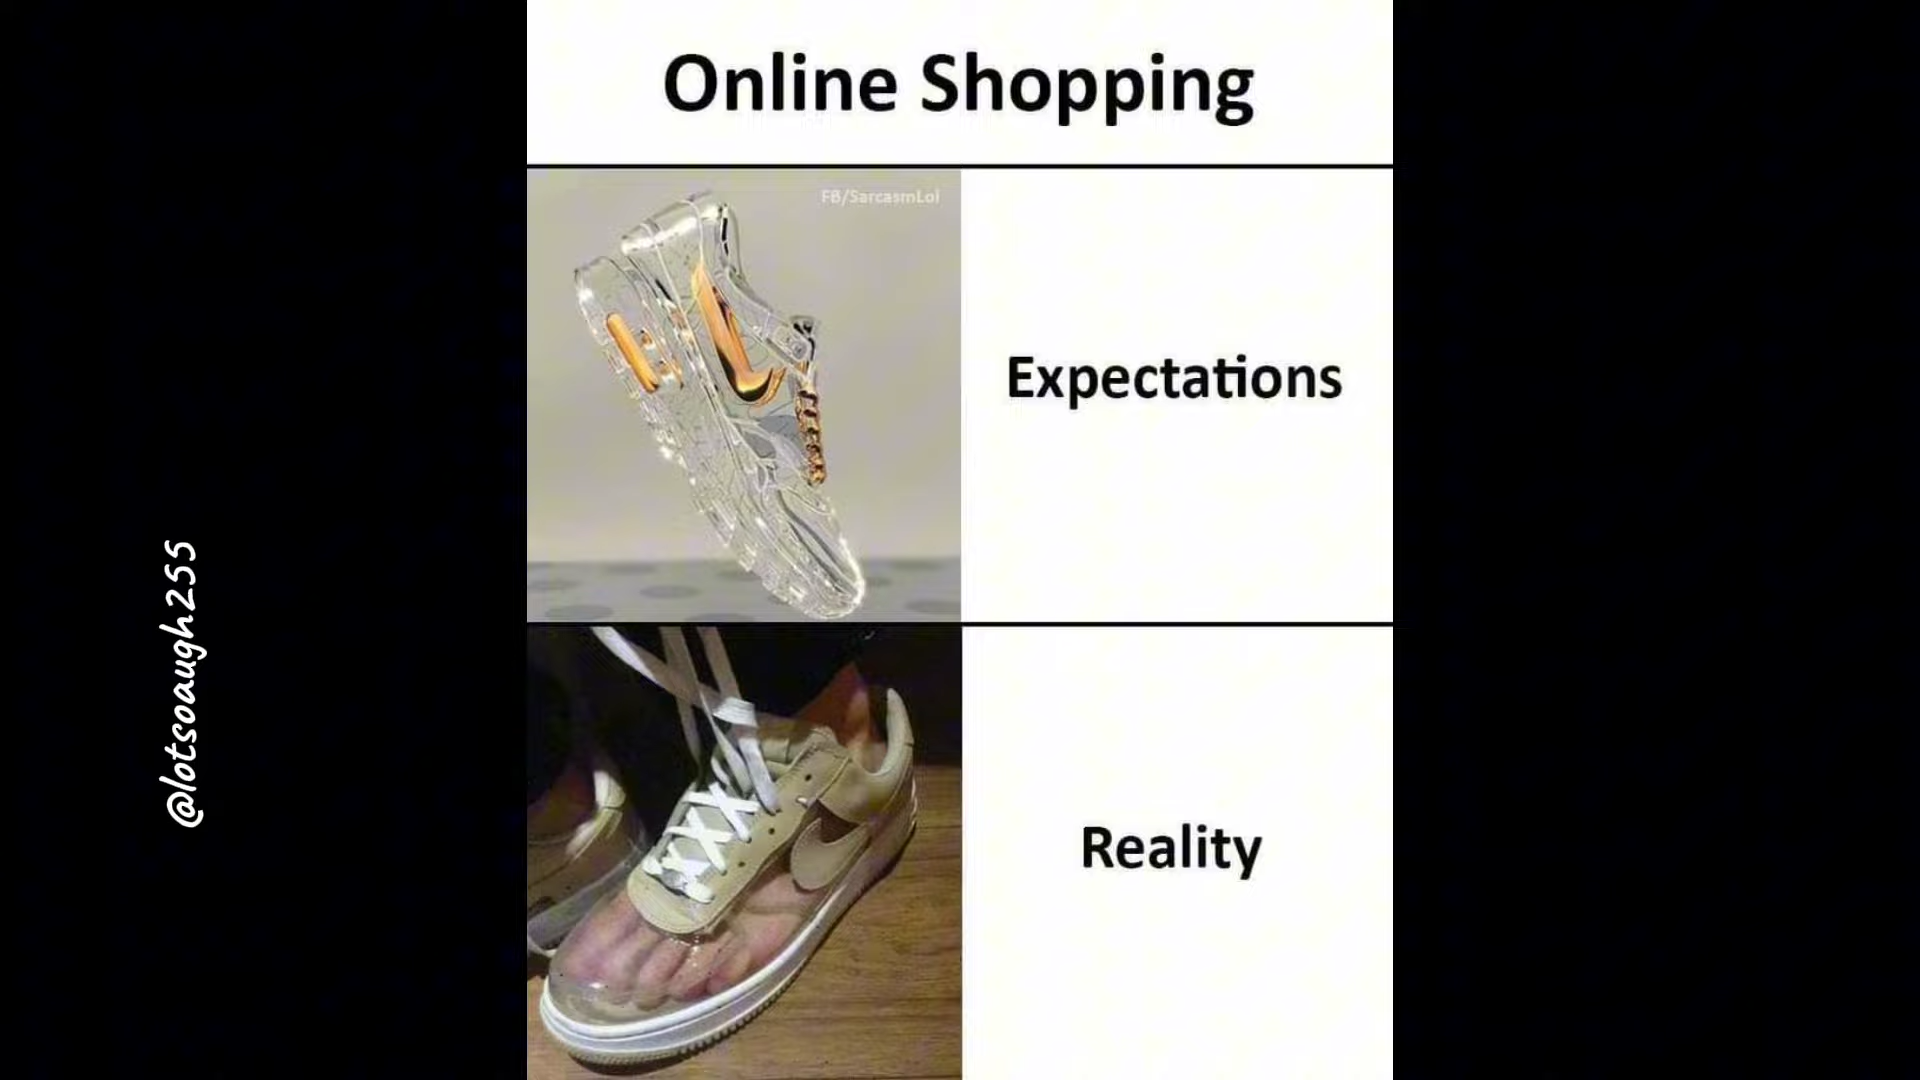 Online Shopping
FB/SarcasmLol
Expectations
Reality
@lotsoaugh255